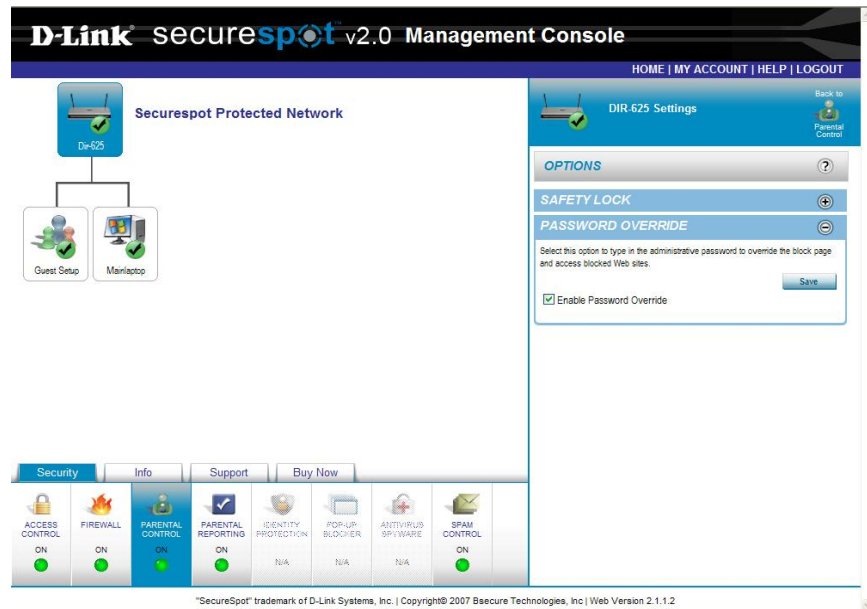 D-Link® securespot™ v2.0 Management Console
HOME | MY ACCOUNT | HELP | LOGOUT
Dir-625
Securespot Protected Network
Guest Setup
Mainlaptop
DIR-625 Settings
Back to
Parental
Control
OPTIONS
?
SAFETY LOCK
PASSWORD OVERRIDE
Select this option to type in the administrative password to override the block page
and access blocked Web sites.
Save
Enable Password Override
Security
Info
Support
Buy Now
ACCESS
CONTROL
ON
FIREWALL
ON
PARENTAL
CONTROL
ON
PARENTAL
REPORTING
ON
IDENTITY
PROTECTION
N/A
POP-UP
BLOCKER
N/A
ANTIVIRUS
SPYWARE
N/A
SPAM
CONTROL
ON
"SecureSpot" trademark of D-Link Systems, Inc. | Copyright© 2007 Bsecure Technologies, Inc | Web Version 2.1.1.2